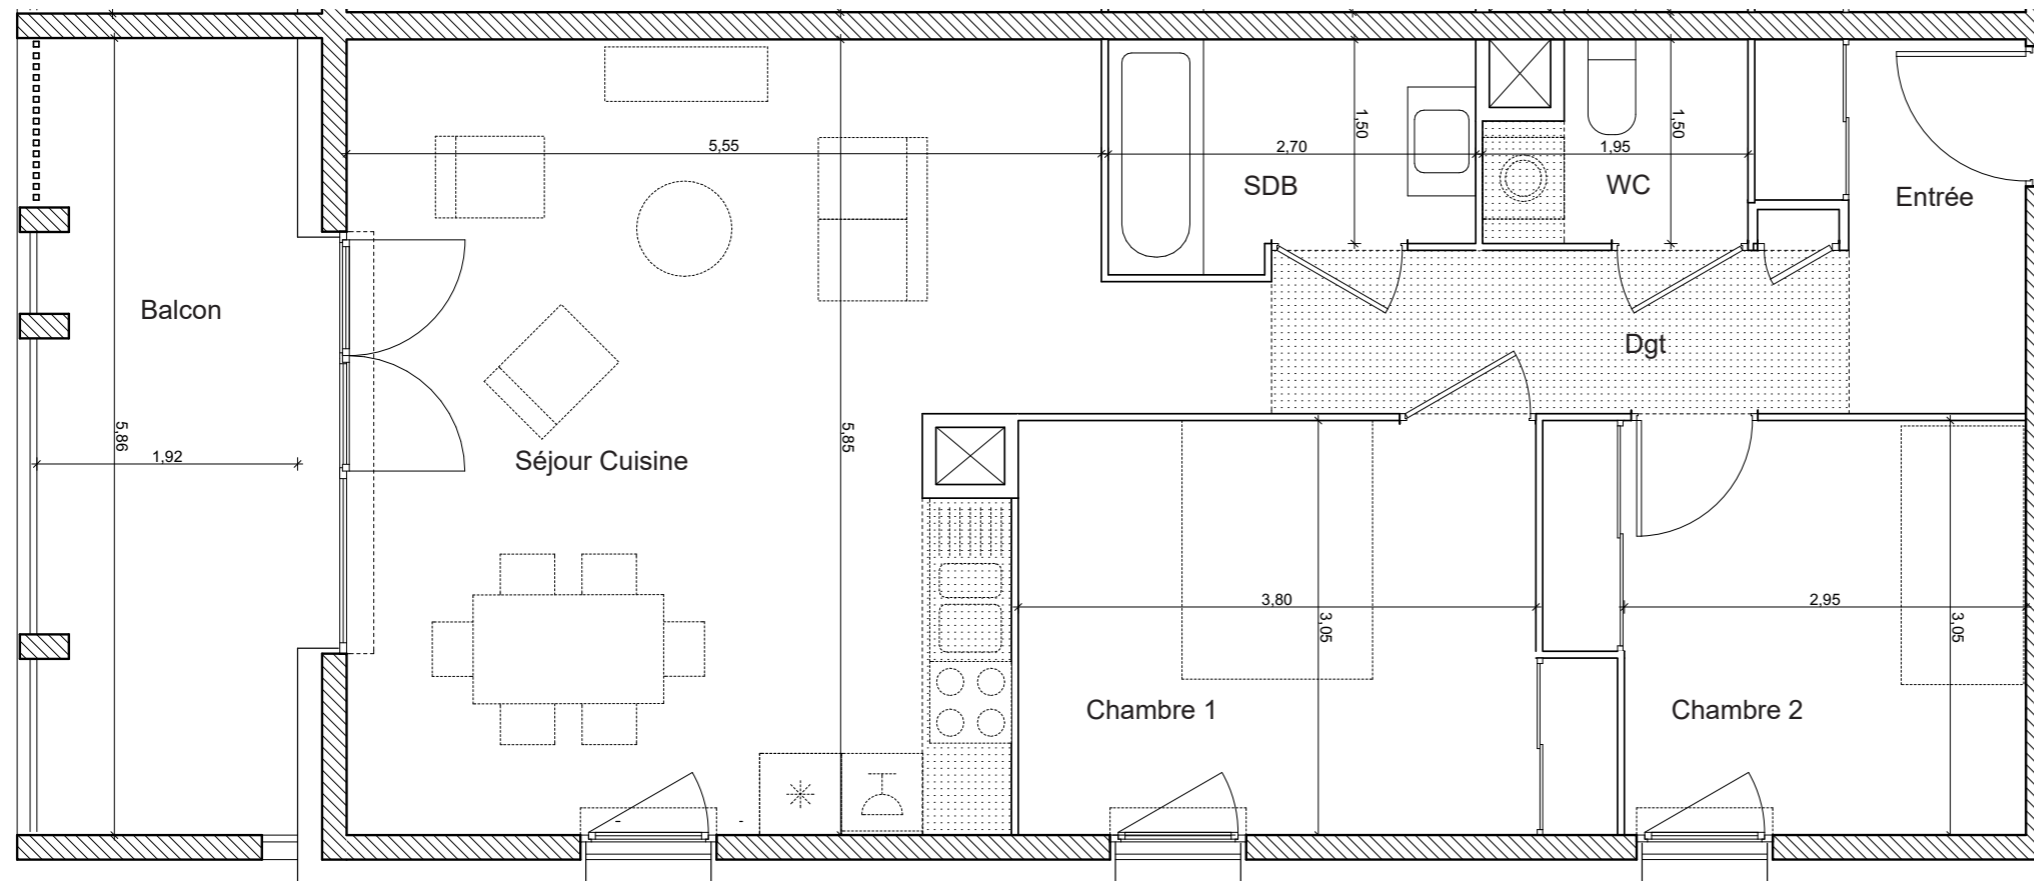 1,50
1,50
5,55
2,70
1,95
SDB
WC
Entrée
Balcon
Dgt
5,86
1,92
5,85
Séjour Cuisine
3,80
3,05
2,95
3,05
Chambre 1
Chambre 2